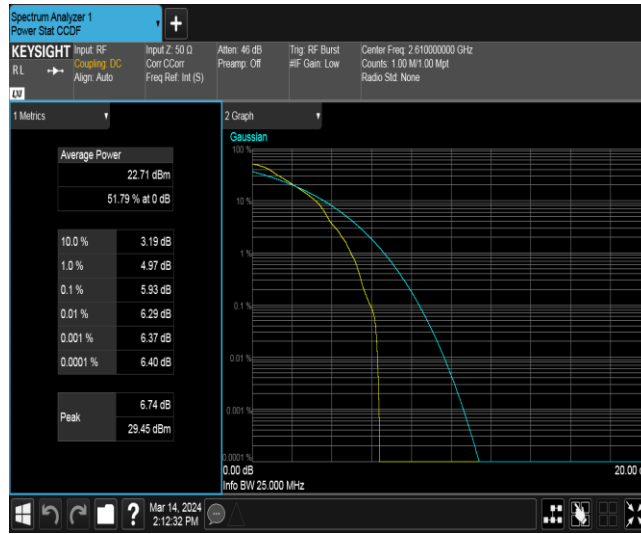 Spectrum Analyzer 1
Power Stat CCDF
KEYSIGHT
RL
LXI
Input: RF
Coupling: DC
Align: Auto
Input Z: 50 Ω
Corr CCorr
Freq Ref: Int (S)
Atten: 46 dB
Preamp: Off
Trig: RF Burst
#IF Gain: Low
Center Freq: 2.610000000 GHz
Counts: 1.00 M/1.00 Mpt
Radio Std: None
1 Metrics
Average Power
22.71 dBm
51.79 % at 0 dB
10.0 % 3.19 dB
1.0 % 4.97 dB
0.1 % 5.93 dB
0.01 % 6.29 dB
0.001 % 6.37 dB
0.0001 % 6.40 dB
Peak
6.74 dB
29.45 dBm
2 Graph
Gaussian
100 %
10 %
1 %
0.1 %
0.01 %
0.001 %
0.0001 %
0.00 dB 20.00
Info BW 25.000 MHz
Mar 14, 2024
2:12:32 PM